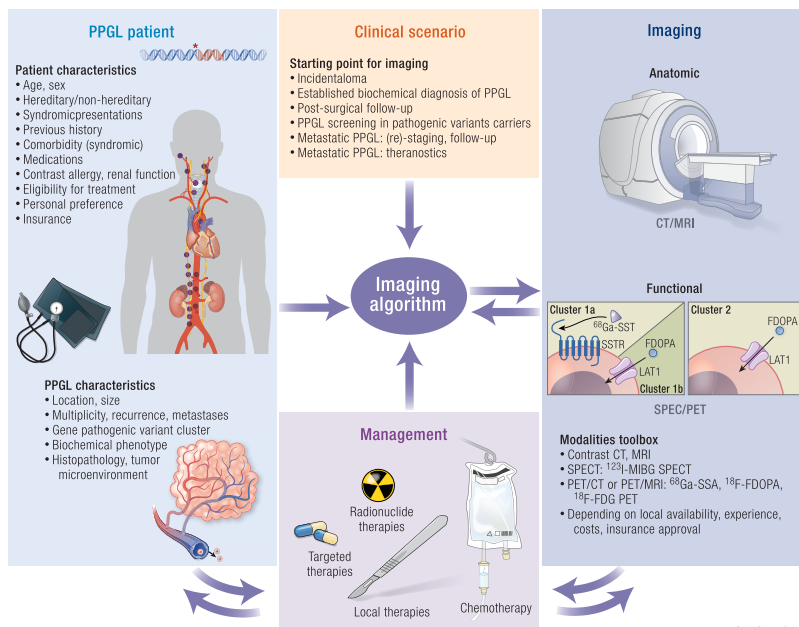 PPGL patient
*
Patient characteristics
• Age, sex
• Hereditary/non-hereditary
• Syndromicpresentations
• Previous history
• Comorbidity (syndromic)
• Medications
• Contrast allergy, renal function
• Eligibility for treatment
• Personal preference
• Insurance
PPGL characteristics
• Location, size
• Multiplicity, recurrence, metastases
• Gene pathogenic variant cluster
• Biochemical phenotype
• Histopathology, tumor
microenvironment
Clinical scenario
Starting point for imaging
• Incidentaloma
• Established biochemical diagnosis of PPGL
• Post-surgical follow-up
• PPGL screening in pathogenic variants carriers
• Metastatic PPGL: (re)-staging, follow-up
• Metastatic PPGL: theranostics
Imaging
algorithm
Management
Radionuclide
therapies
Targeted
therapies
Local therapies
Chemotherapy
Imaging
Anatomic
CT/MRI
Functional
Cluster 1a
68Ga-SST
SSTR
FDOPA
LAT1
Cluster 1b
Cluster 2
FDOPA
LAT1
SPEC/PET
Modalities toolbox
• Contrast CT, MRI
• SPECT: 123I-MIBG SPECT
• PET/CT or PET/MRI: 68Ga-SSA, 18F-FDOPA,
18F-FDG PET
• Depending on local availability, experience,
costs, insurance approval